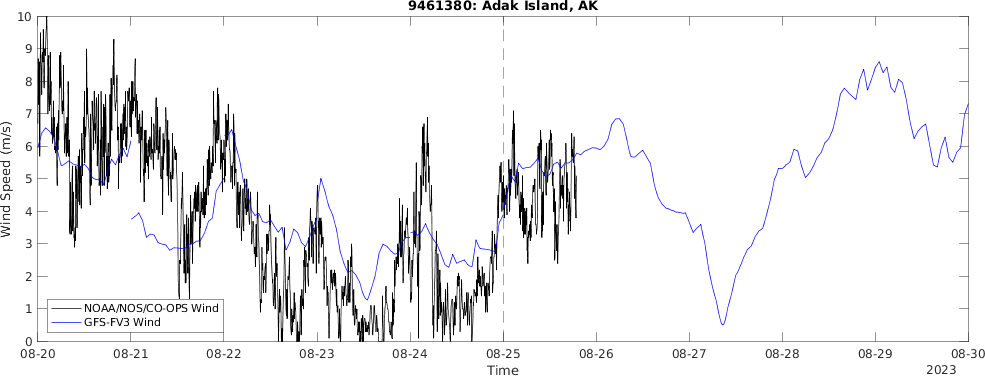 9461380: Adak Island, AK
Wind Speed (m/s)
10
9
8
7
6
5
4
3
2
1
0
NOAA/NOS/CO-OPS Wind
GFS-FV3 Wind
08-20 08-21 08-22 08-23 08-24 08-25 08-26 08-27 08-28 08-29 08-30
Time
2023